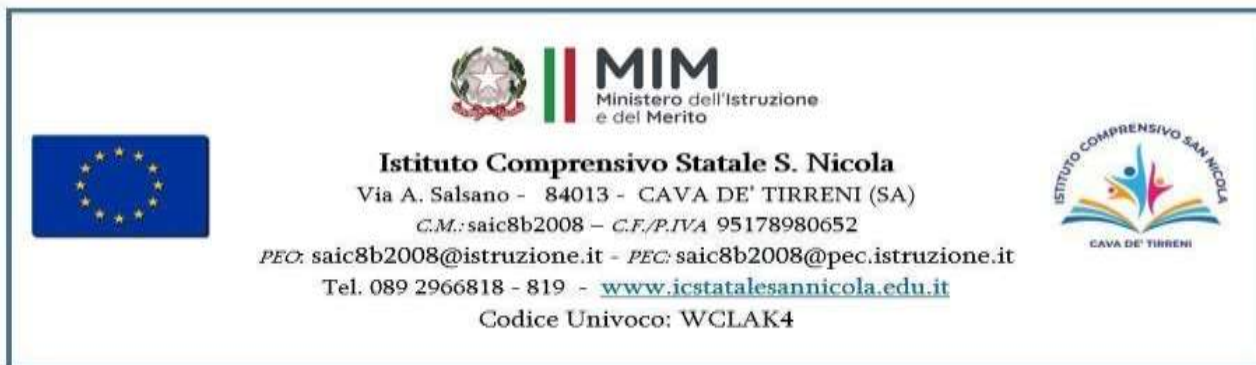 MIM
Ministero dell'Istruzione
e del Merito
Istituto Comprensivo Statale S. Nicola
Via A. Salsano - 84013 - CAVA DE' TIRRENI (SA)
C.M.: saic8b2008 – C.F./P.IVA 95178980652
PEO: saic8b2008@istruzione.it - PEC: saic8b2008@pec.istruzione.it
Tel. 089 2966818 - 819 - www.icstatalesannicola.edu.it
Codice Univoco: WCLAK4
ISTITUTO COMPRENSIVO SAN NICOLA
CAVA DE' TIRRENI